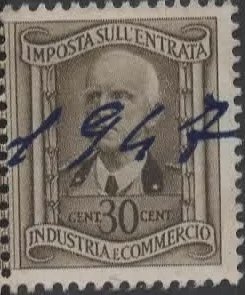 IMPOSTA SULL'ENTRATA
1947
CENT. 30 CENT
INDUSTRIA E COMMERCIO